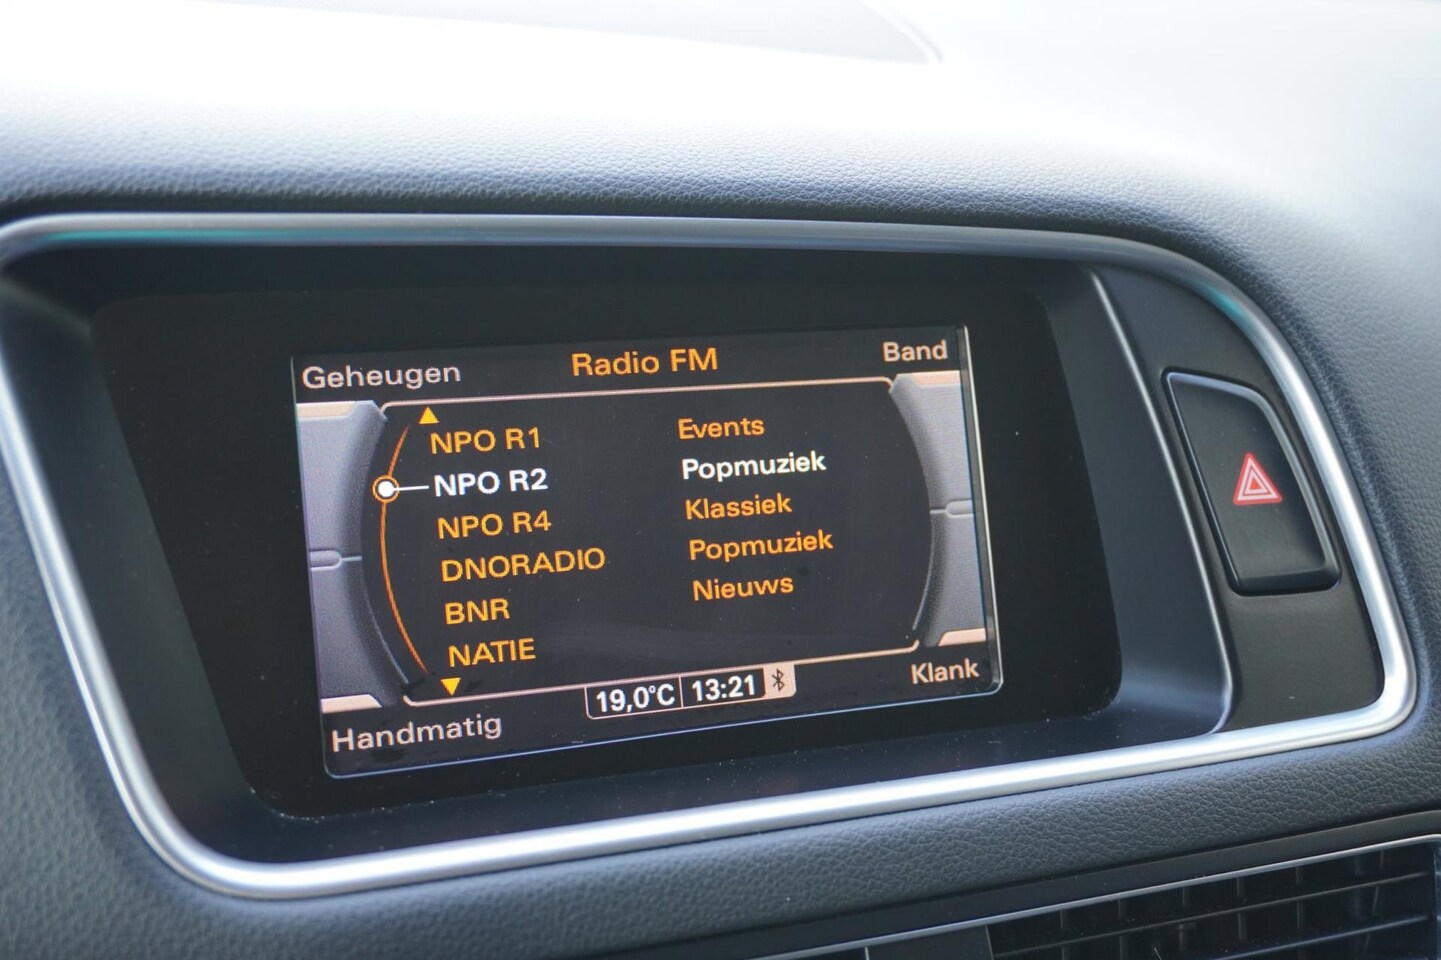 Geheugen Radio FM Band
NPO R1 Events
NPO R2 Popmuziek
NPO R4 Klassiek
DNORADIO Popmuziek
BNR Nieuws
NATIE
19,0°C 13:21
Handmatig Klank